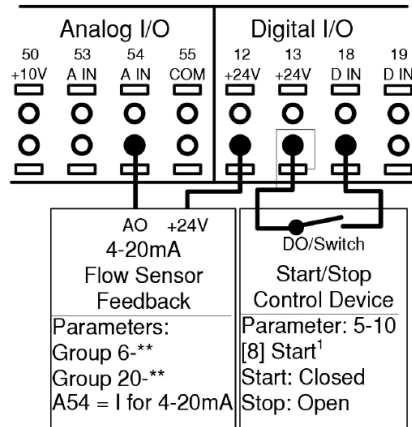 Analog I/O Digital I/O
50 53 54 55 12 13 18 19
+10V A IN A IN COM +24V +24V D IN D IN
AO +24V
4-20mA
Flow Sensor
Feedback
Parameters:
Group 6-**
Group 20-**
A54 = I for 4-20mA
DO/Switch
Start/Stop
Control Device
Parameter: 5-10
[8] Start¹
Start: Closed
Stop: Open